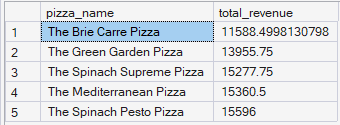 pizza_name total_revenue
1 The Brie Carre Pizza 11588.4998130798
2 The Green Garden Pizza 13955.75
3 The Spinach Supreme Pizza 15277.75
4 The Mediterranean Pizza 15360.5
5 The Spinach Pesto Pizza 15596